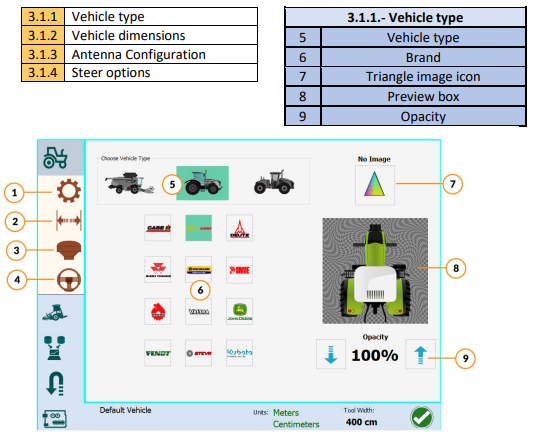 3.1.1 Vehicle type
3.1.2 Vehicle dimensions
3.1.3 Antenna Configuration
3.1.4 Steer options
3.1.1.- Vehicle type
5 Vehicle type
6 Brand
7 Triangle image icon
8 Preview box
9 Opacity
Choose Vehicle Type
No Image
1
2
3
4
5
6
7
8
9
CASE IH
DEUTZ
MASSEY FERGUSON
NEW HOLLAND
SAME
VALTRA
JOHN DEERE
FENDT
STEYR
Kubota
Opacity
100%
Default Vehicle
Units: Meters
Centimeters
Tool Width:
400 cm